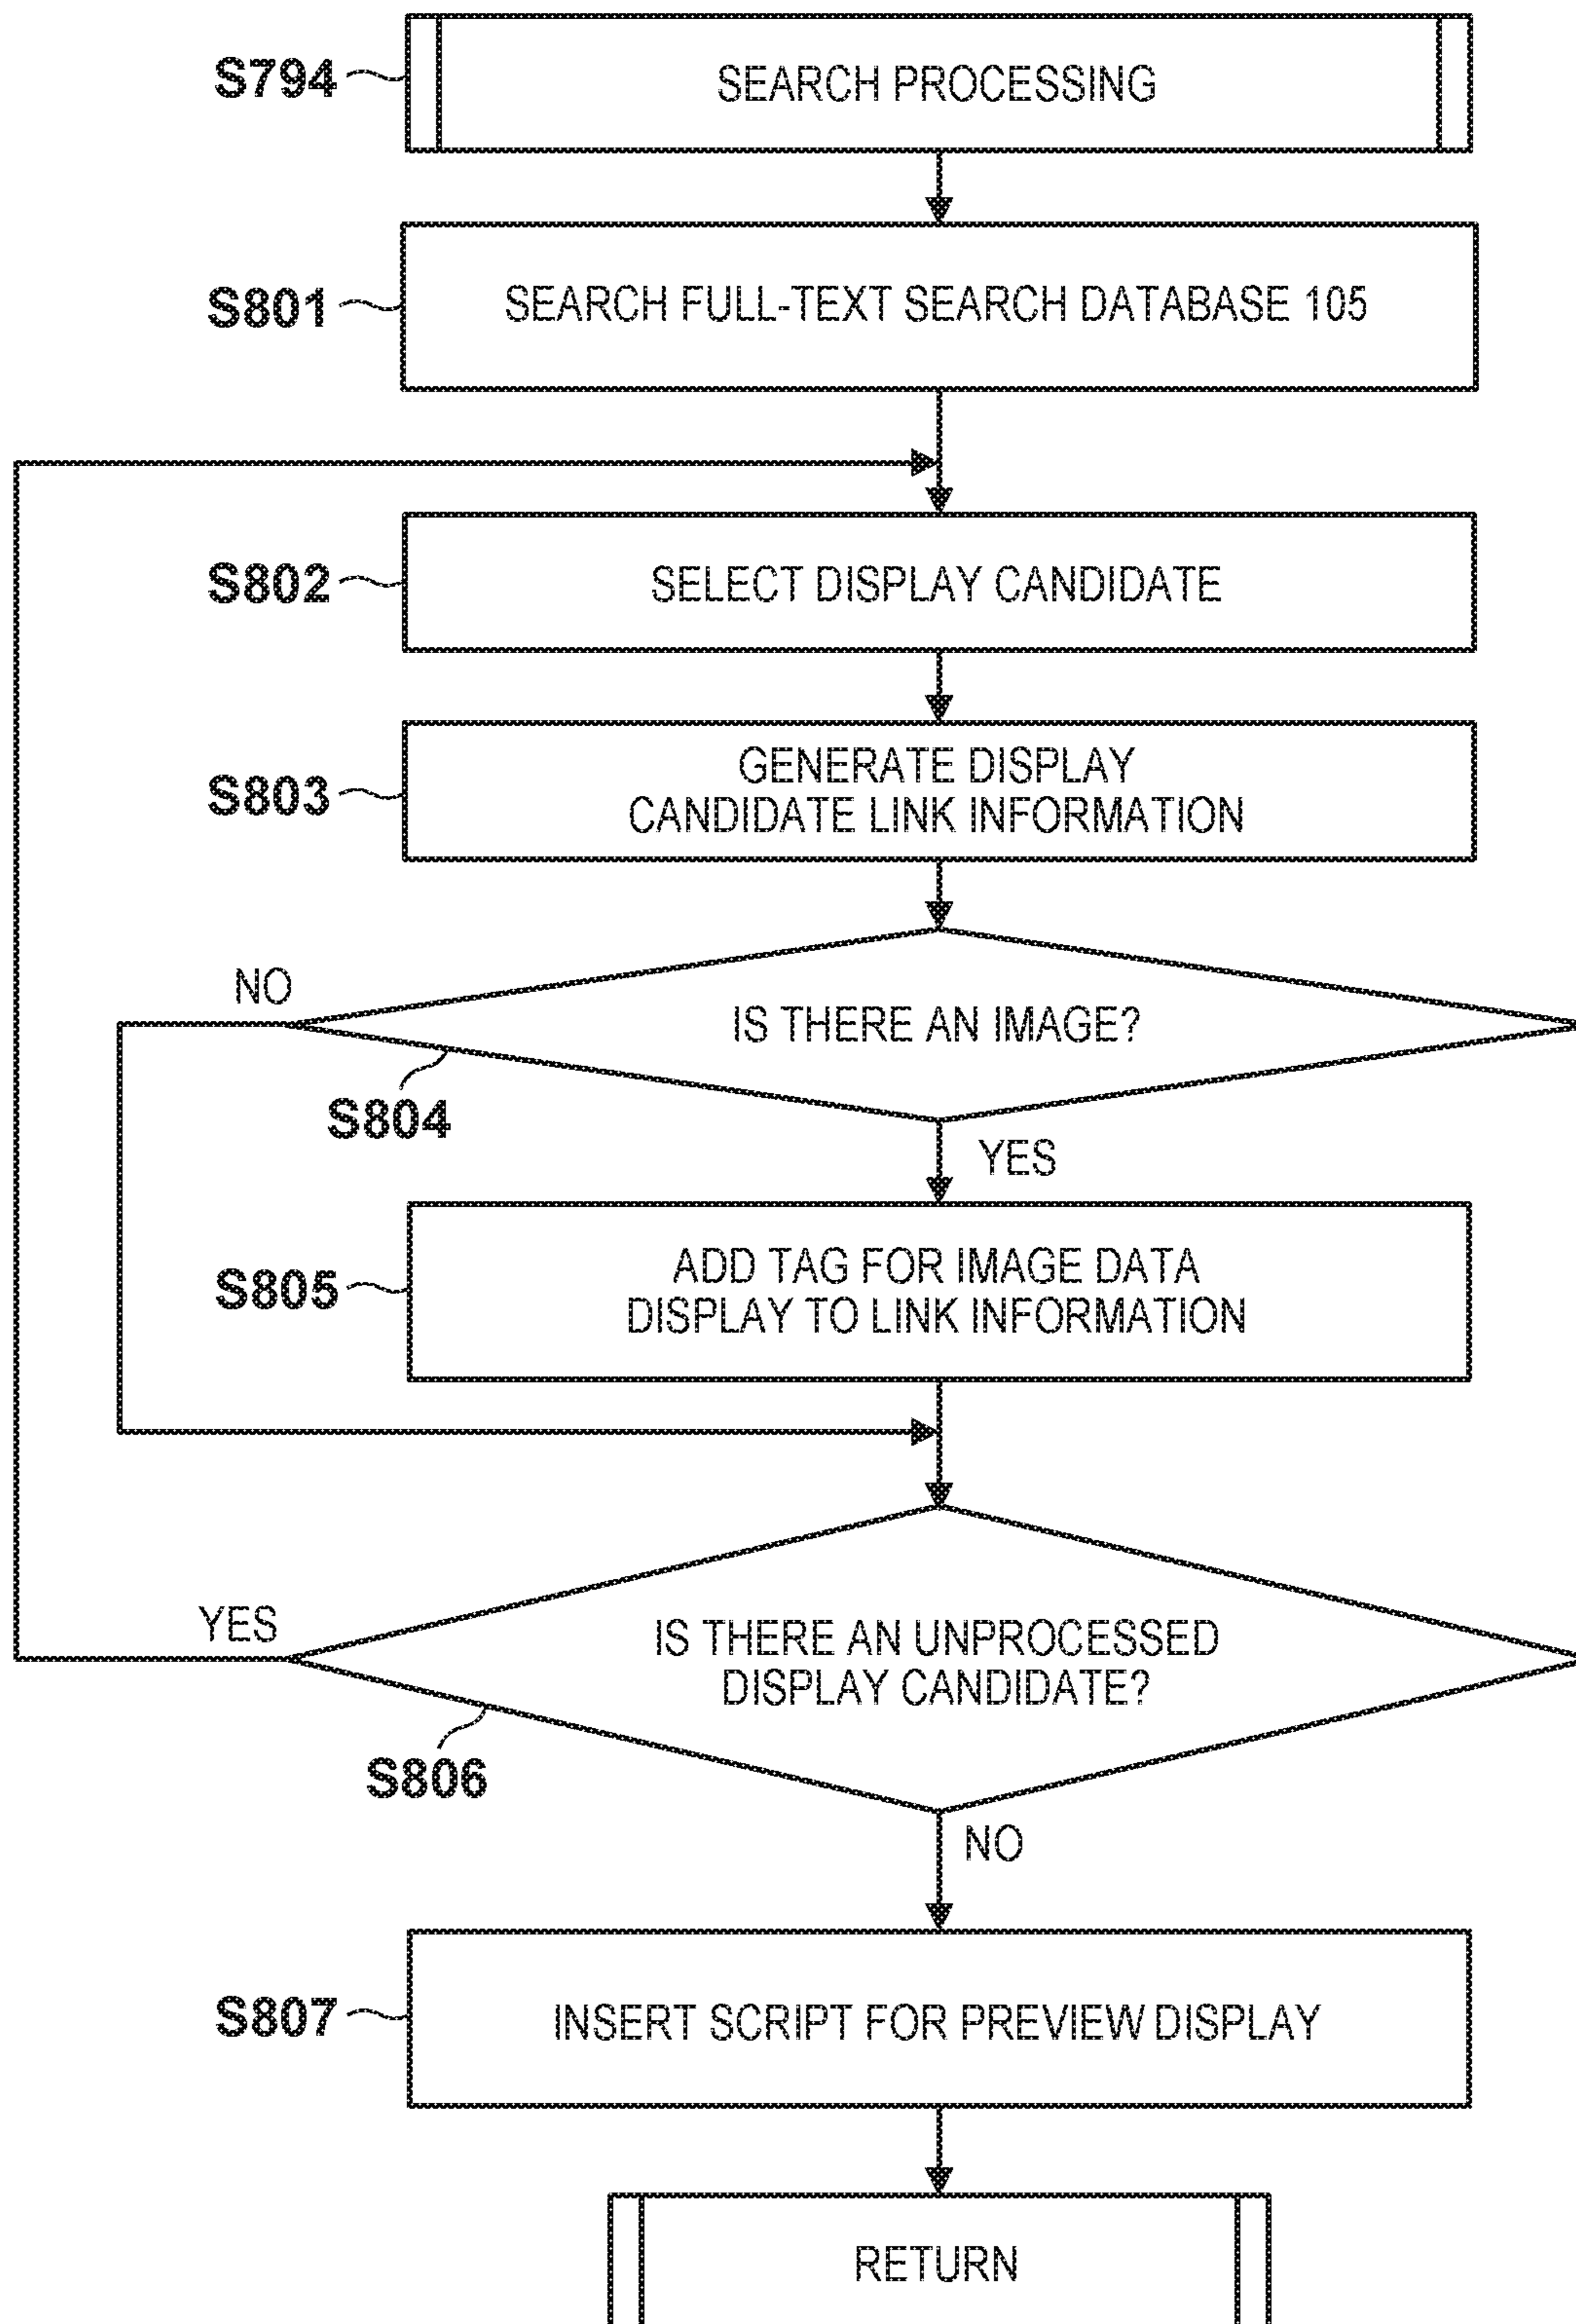 S794
SEARCH PROCESSING
S801
SEARCH FULL-TEXT SEARCH DATABASE 105
S802
SELECT DISPLAY CANDIDATE
S803
GENERATE DISPLAY
CANDIDATE LINK INFORMATION
NO
IS THERE AN IMAGE?
S804
YES
S805
ADD TAG FOR IMAGE DATA
DISPLAY TO LINK INFORMATION
YES
IS THERE AN UNPROCESSED
DISPLAY CANDIDATE?
S806
NO
S807
INSERT SCRIPT FOR PREVIEW DISPLAY
RETURN